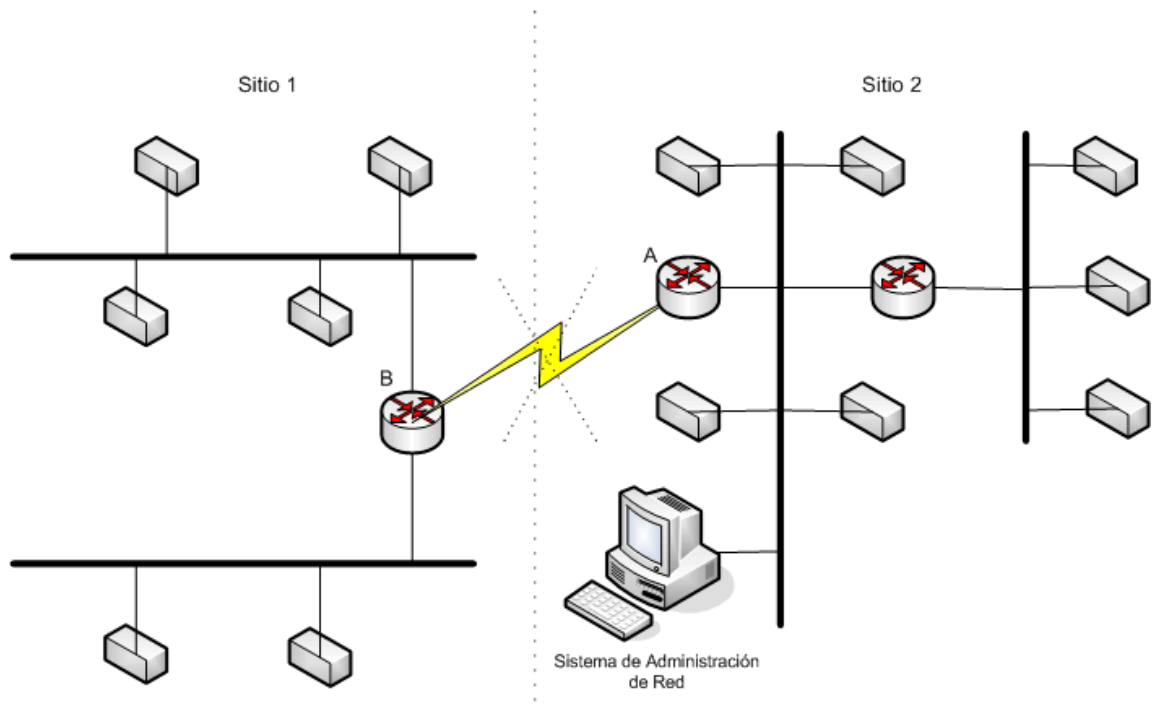 Sitio 1
Sitio 2
A
B
Sistema de Administración
de Red